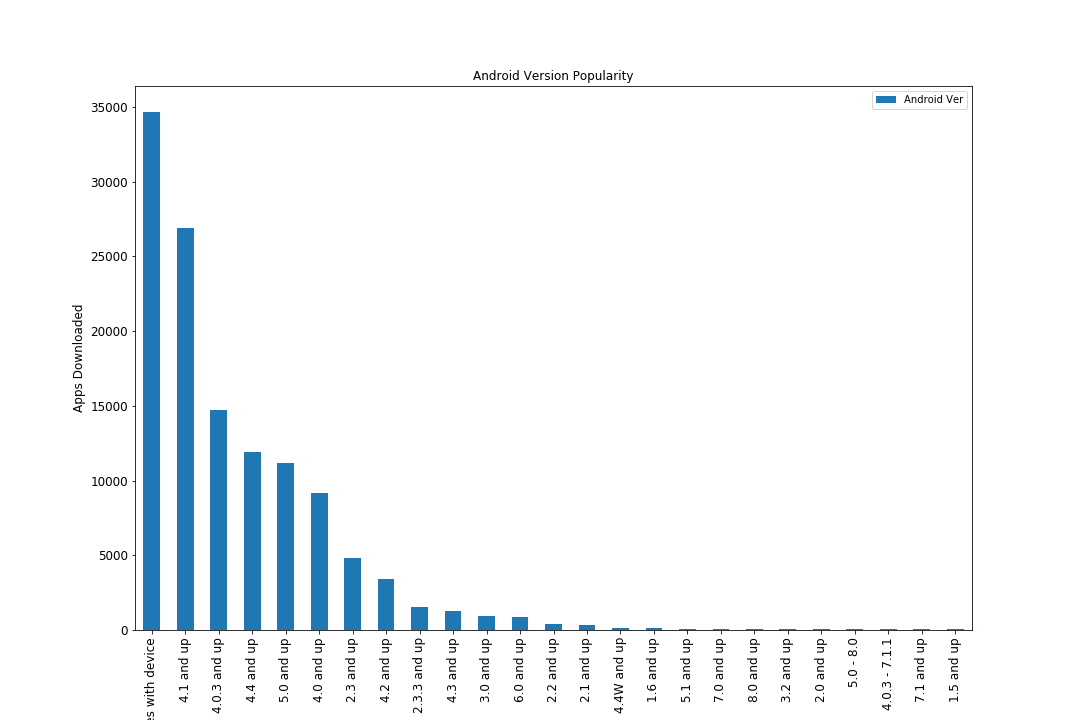 Android Version Popularity
Android Ver
Apps Downloaded
35000
30000
25000
20000
15000
10000
5000
0
es with device
4.1 and up
4.0.3 and up
4.4 and up
5.0 and up
4.0 and up
2.3 and up
4.2 and up
2.3.3 and up
4.3 and up
3.0 and up
6.0 and up
2.2 and up
2.1 and up
4.4W and up
1.6 and up
5.1 and up
7.0 and up
8.0 and up
3.2 and up
2.0 and up
5.0 - 8.0
4.0.3 - 7.1.1
7.1 and up
1.5 and up